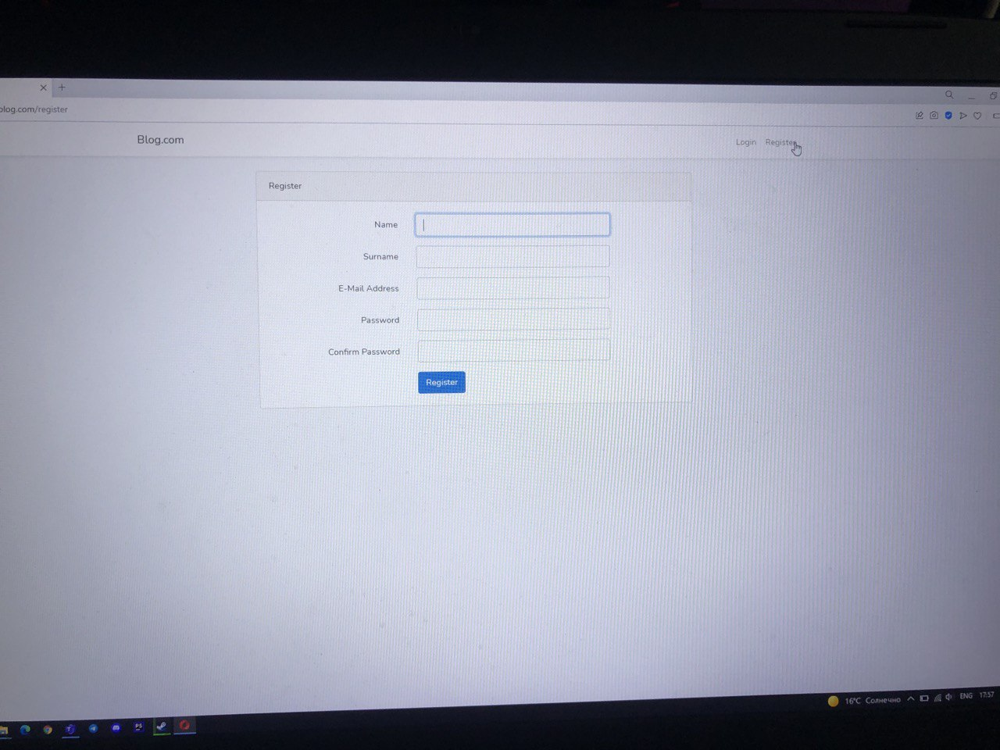 blog.com/register
Blog.com
Login Register
Register
Name
Surname
E-Mail Address
Password
Confirm Password
Register
16°C Солнечно ENG 17:57
PS